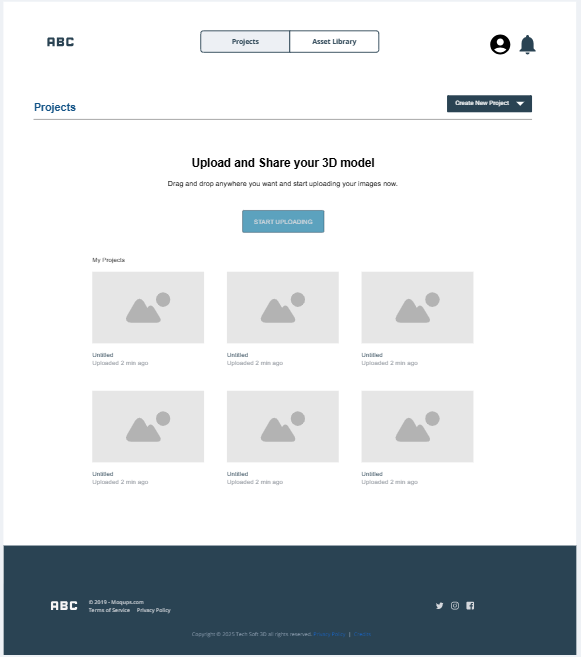 ABC
Projects
Asset Library
Projects
Create New Project
Upload and Share your 3D model
Drag and drop anywhere you want and start uploading your images now.
START UPLOADING
My Projects
Untitled
Uploaded 2 min ago
Untitled
Uploaded 2 min ago
Untitled
Uploaded 2 min ago
Untitled
Uploaded 2 min ago
Untitled
Uploaded 2 min ago
Untitled
Uploaded 2 min ago
ABC
© 2019 - Moqups.com
Terms of Service Privacy Policy
Copyright © 2025 Tech Soft 3D all rights reserved. Privacy Policy |